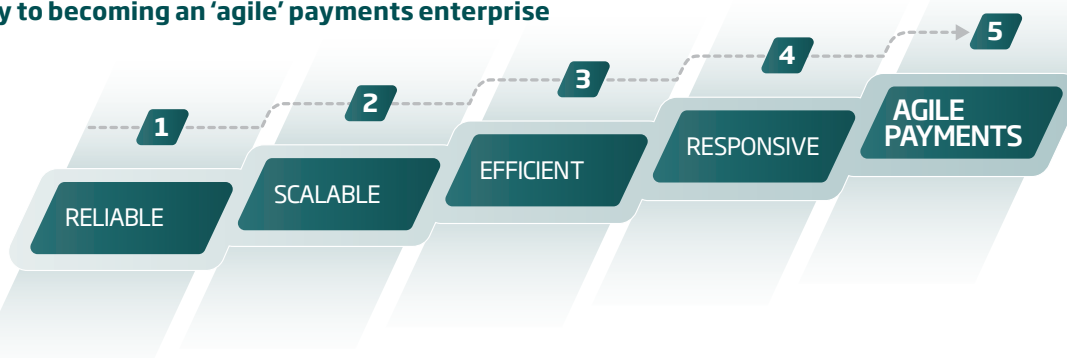 to becoming an ‘agile’ payments enterprise
1
2
3
4
5
RELIABLE
SCALABLE
EFFICIENT
RESPONSIVE
AGILE
PAYMENTS